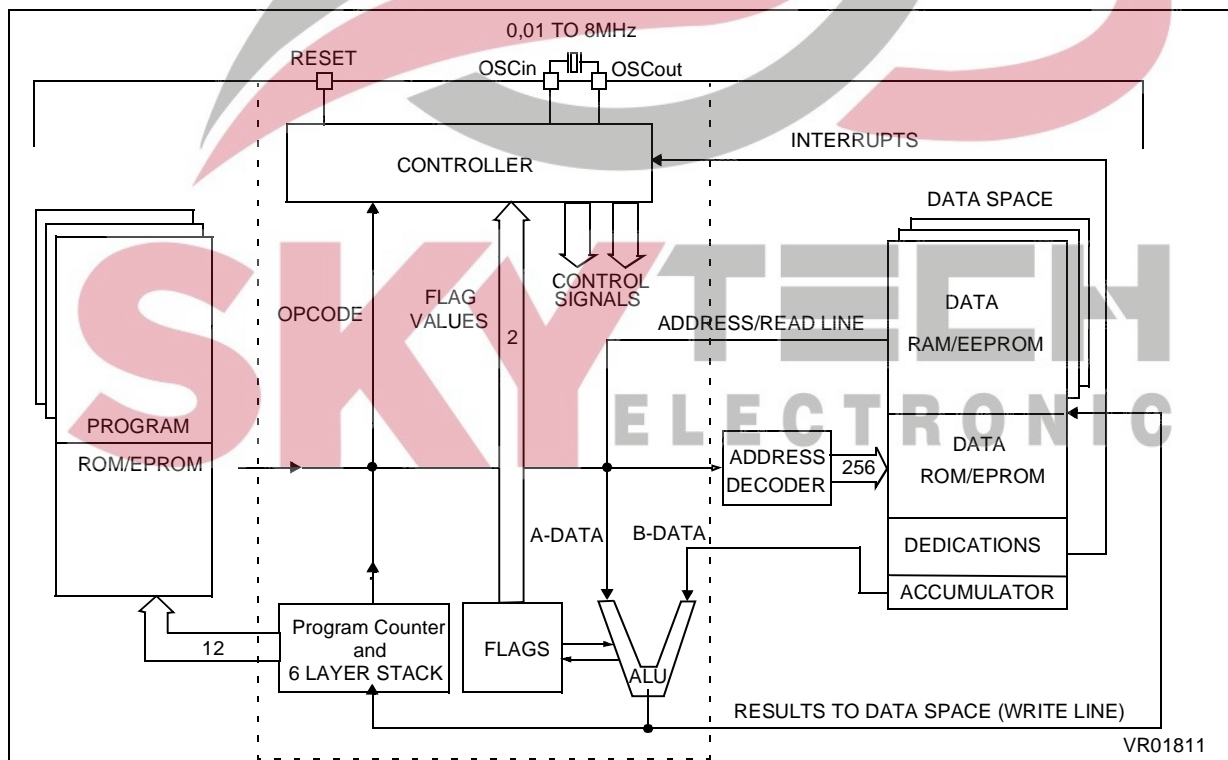 0,01 TO 8MHz
RESET
OSCin
OSCout
INTERRUPTS
CONTROLLER
DATA SPACE
OPCODE
FLAG
VALUES
2
CONTROL
SIGNALS
ADDRESS/READ LINE
DATA
RAM/EEPROM
PROGRAM
ROM/EPROM
ADDRESS
DECODER
256
DATA
ROM/EPROM
A-DATA
B-DATA
DEDICATIONS
ACCUMULATOR
12
Program Counter
and
6 LAYER STACK
FLAGS
ALU
RESULTS TO DATA SPACE (WRITE LINE)
VR01811
SKYTECH
ELECTRONIC